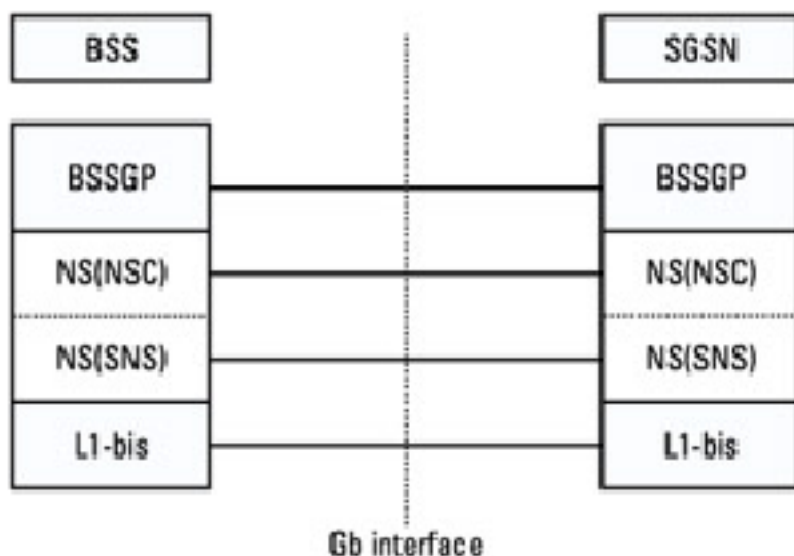 BSS SGSN
BSSGP BSSGP
NS(NSC) NS(NSC)
NS(SNS) NS(SNS)
L1-bis L1-bis
Gb interface